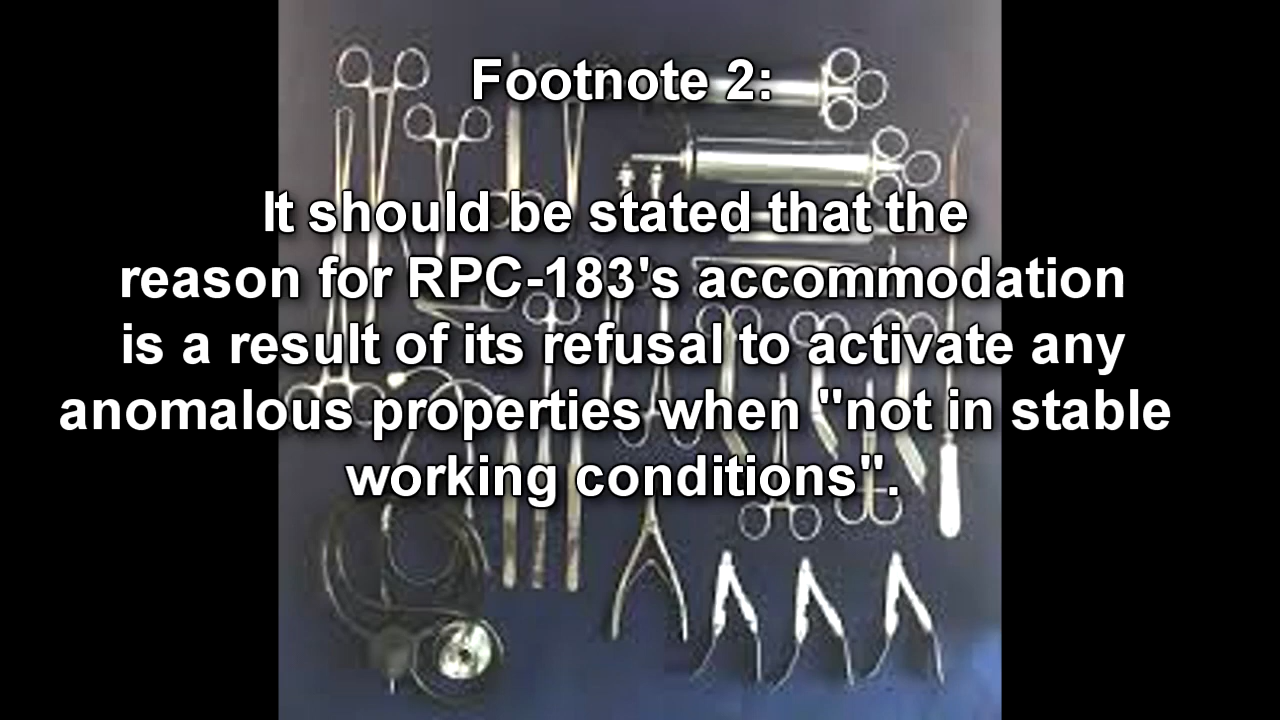 Footnote 2:
It should be stated that the
reason for RPC-183's accommodation
is a result of its refusal to activate any
anomalous properties when "not in stable
working conditions".